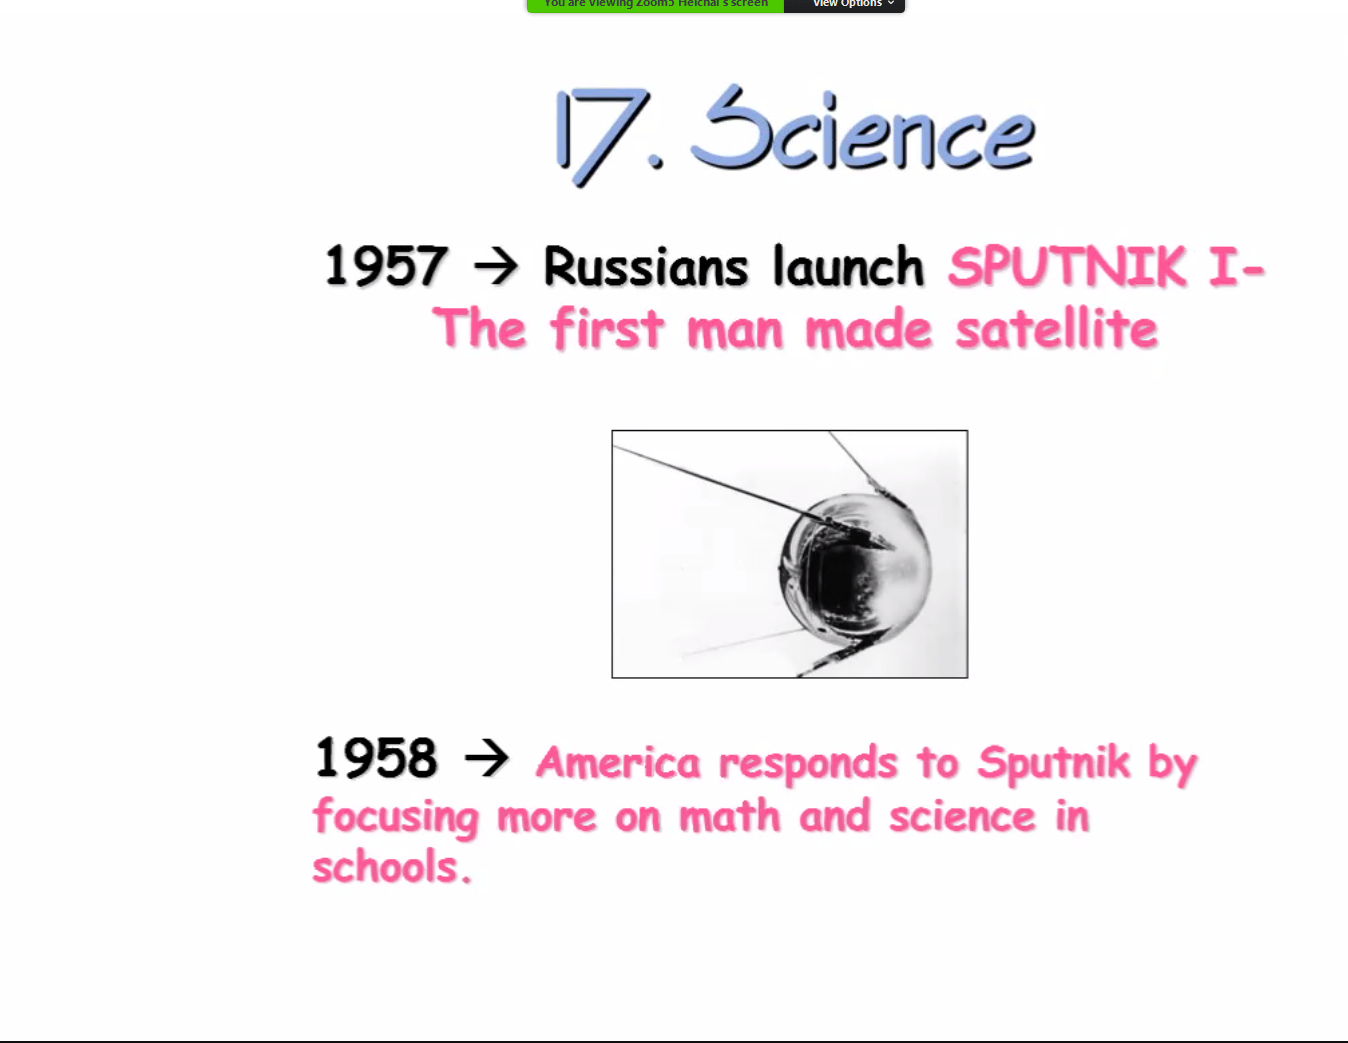 You are viewing Zoom5 Heichal's screen View Options
17. Science
1957 → Russians launch SPUTNIK I-
The first man made satellite
1958 → America responds to Sputnik by
focusing more on math and science in
schools.